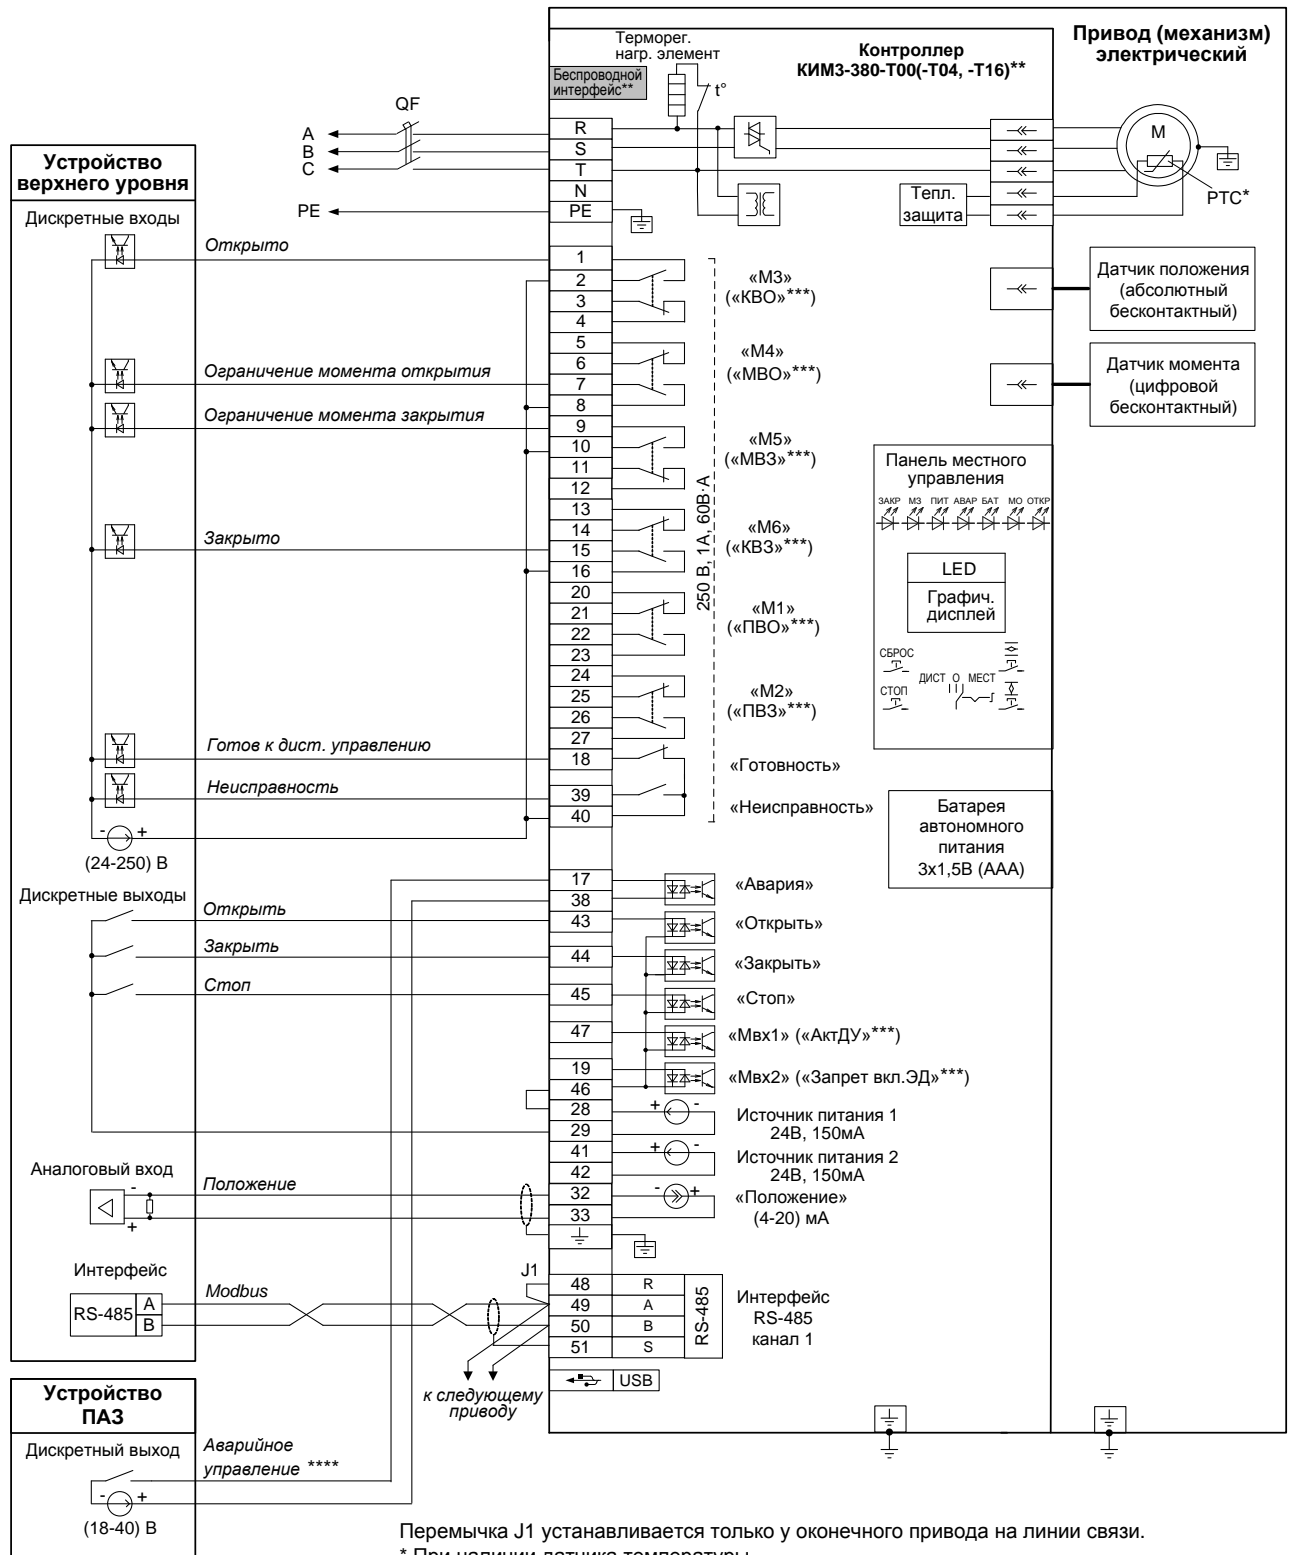 Привод (механизм)
электрический
Контроллер
КИМ3-380-Т00(-Т04, -Т16)**
Терморег.
нагр. элемент
Беспроводной
интерфейс**
t°
QF
A
B
C
PE
R
S
T
N
PE
M
PTC*
Тепл.
защита
Устройство
верхнего уровня
Дискретные входы
Открыто
Ограничение момента открытия
Ограничение момента закрытия
Закрыто
Готов к дист. управлению
Неисправность
- +
(24-250) В
1
2
3
4
5
6
7
8
9
10
11
12
13
14
15
16
20
21
22
23
24
25
26
27
18
39
40
«М3»
(«КВО»***)
«М4»
(«МВО»***)
«М5»
(«МВЗ»***)
«М6»
(«КВЗ»***)
«М1»
(«ПВО»***)
«М2»
(«ПВЗ»***)
«Готовность»
«Неисправность»
250 В, 1А, 60В·А
Датчик положения
(абсолютный
бесконтактный)
Датчик момента
(цифровой
бесконтактный)
Панель местного
управления
ЗАКР МЗ ПИТ АВАР БАТ МО ОТКР
LED
Графич.
дисплей
СБРОС
СТОП
ДИСТ О МЕСТ
Батарея
автономного
питания
3х1,5В (ААА)
Дискретные выходы
Открыть
Закрыть
Стоп
17
38
43
44
45
47
19
46
28
29
41
42
32
33
«Авария»
«Открыть»
«Закрыть»
«Стоп»
«Мвх1» («АктДУ»***)
«Мвх2» («Запрет вкл.ЭД»***)
+ -
Источник питания 1
24В, 150мА
+ -
Источник питания 2
24В, 150мА
- +
«Положение»
(4-20) мА
Аналоговый вход
-
+
Положение
Интерфейс
RS-485
A
B
Modbus
J1
48 R
49 A
50 B
51 S
RS-485
Интерфейс
RS-485
канал 1
USB
к следующему
приводу
Устройство
ПАЗ
Дискретный выход
Аварийное
управление ****
- +
(18-40) В
Перемычка J1 устанавливается только у оконечного привода на линии связи.
* При наличии датчика температуры